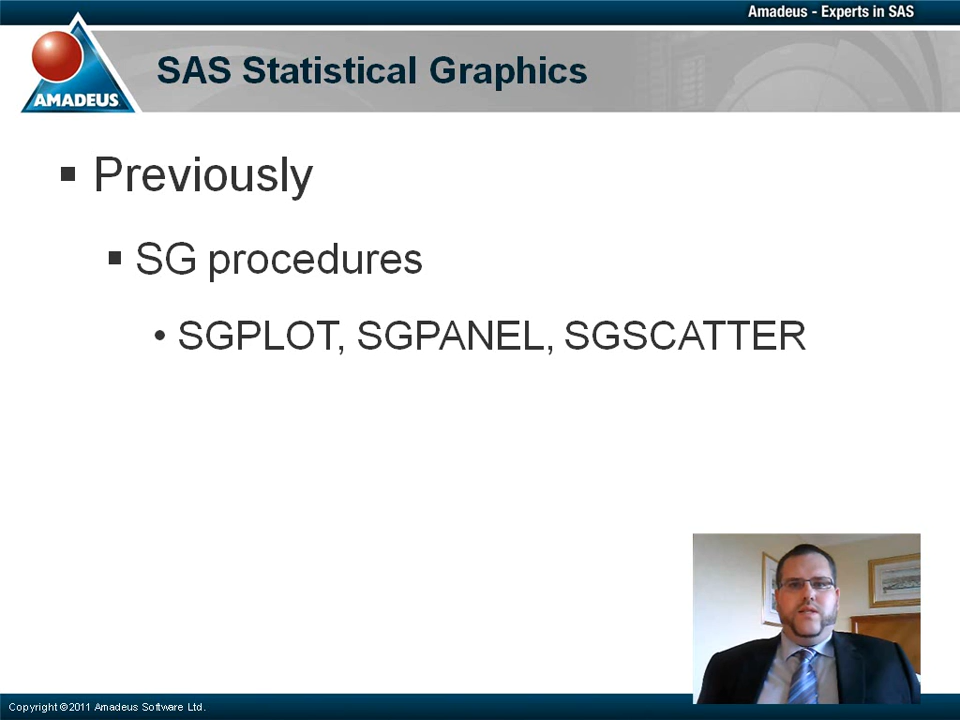 Amadeus - Experts in SAS
AMADEUS
SAS Statistical Graphics
Previously
SG procedures
SGPLOT, SGPANEL, SGSCATTER
Copyright ©2011 Amadeus Software Ltd.